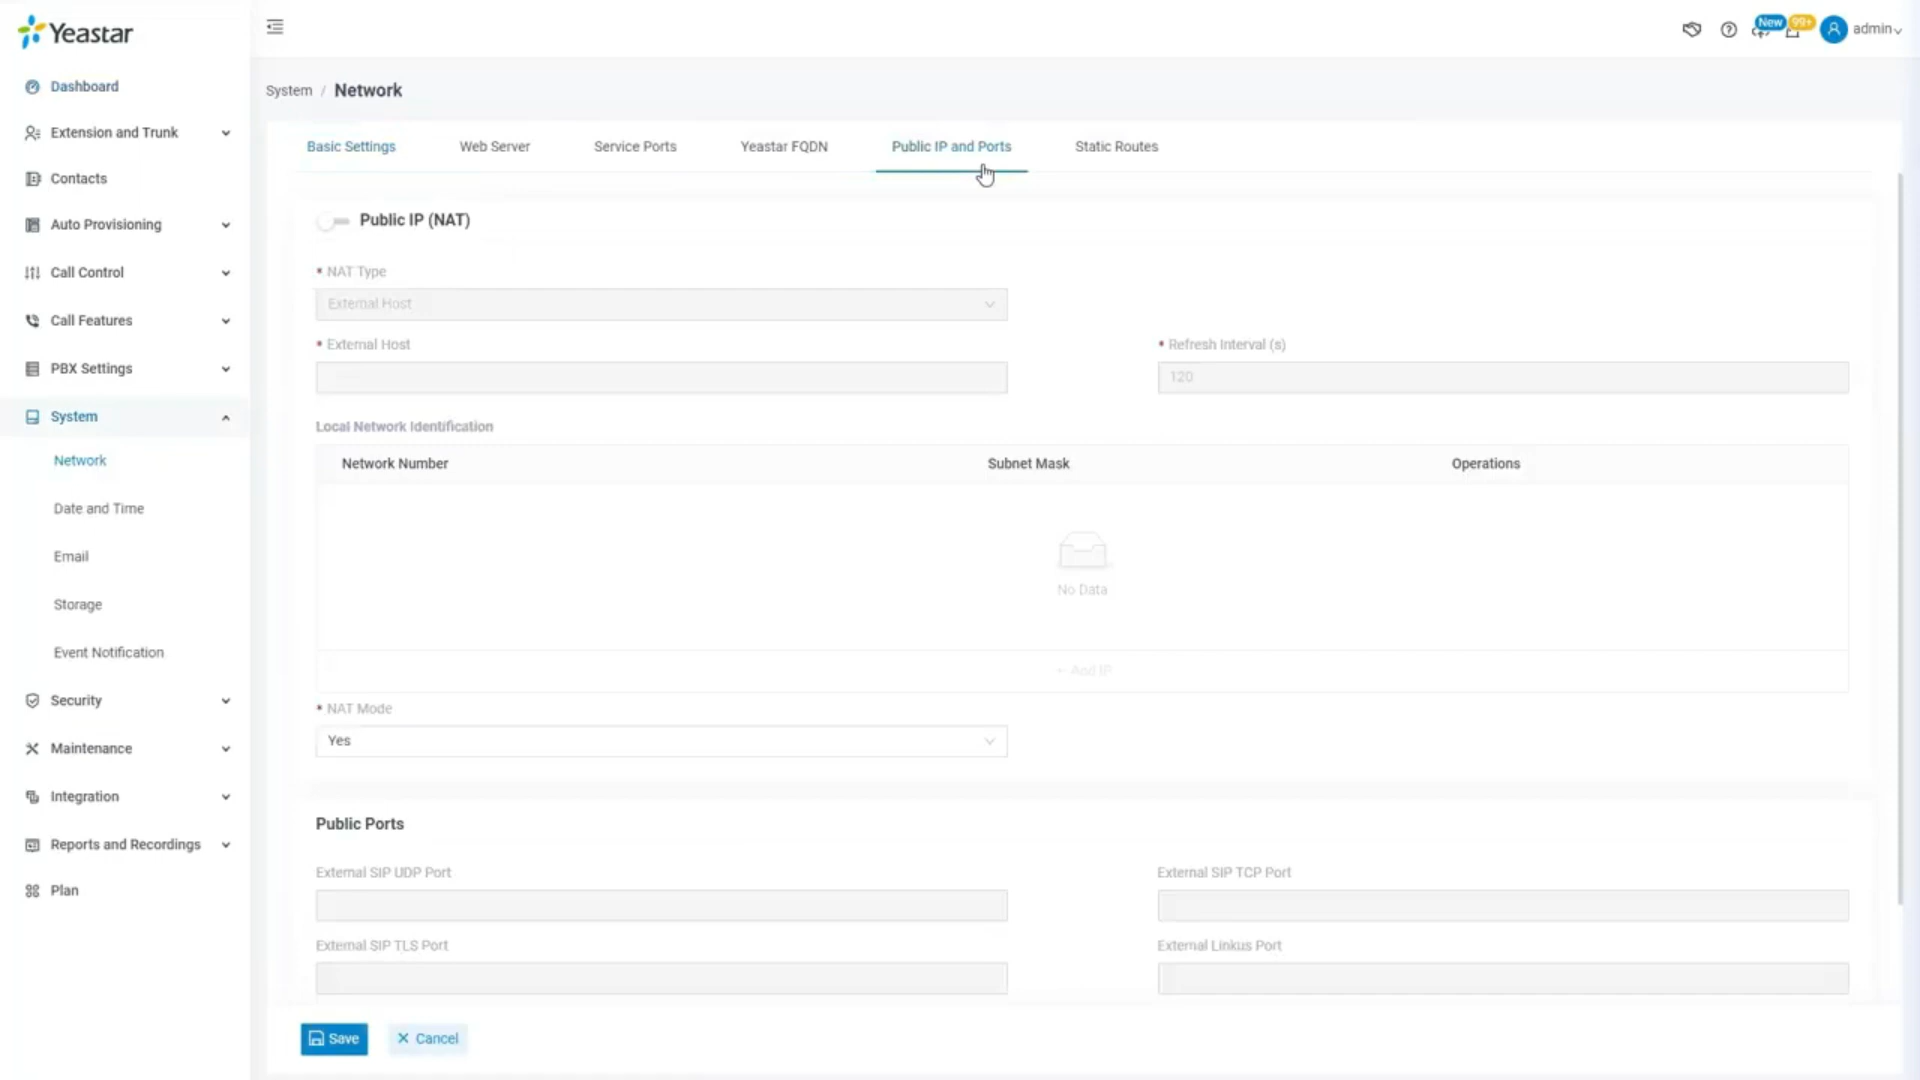 Yeastar
New
99+
admin
Dashboard
Extension and Trunk
Contacts
Auto Provisioning
Call Control
Call Features
PBX Settings
System
Network
Date and Time
Email
Storage
Event Notification
Security
Maintenance
Integration
Reports and Recordings
Plan
System / Network
Basic Settings Web Server Service Ports Yeastar FQDN Public IP and Ports Static Routes
Public IP (NAT)
* NAT Type
External Host
* External Host * Refresh Interval (s)
120
Local Network Identification
Network Number Subnet Mask Operations
No Data
+ Add IP
* NAT Mode
Yes
Public Ports
External SIP UDP Port External SIP TCP Port
External SIP TLS Port External Linkus Port
Save Cancel